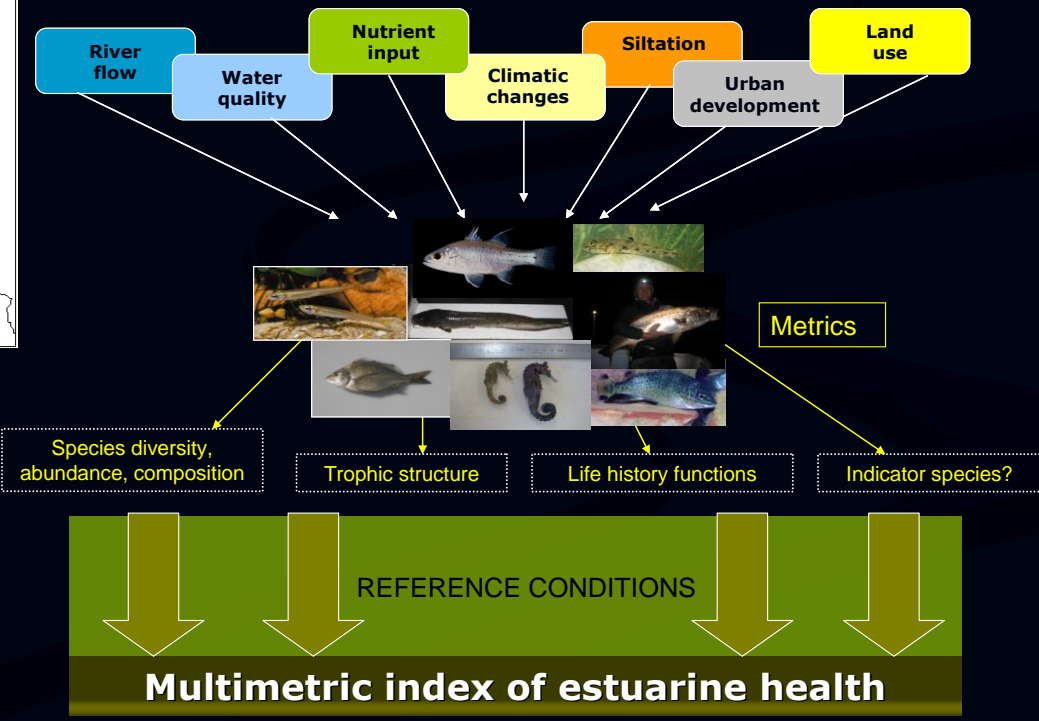 River
flow
Water
quality
Nutrient
input
Climatic
changes
Siltation
Urban
development
Land
use
Metrics
Species diversity,
abundance, composition
Trophic structure
Life history functions
Indicator species?
REFERENCE CONDITIONS
Multimetric index of estuarine health